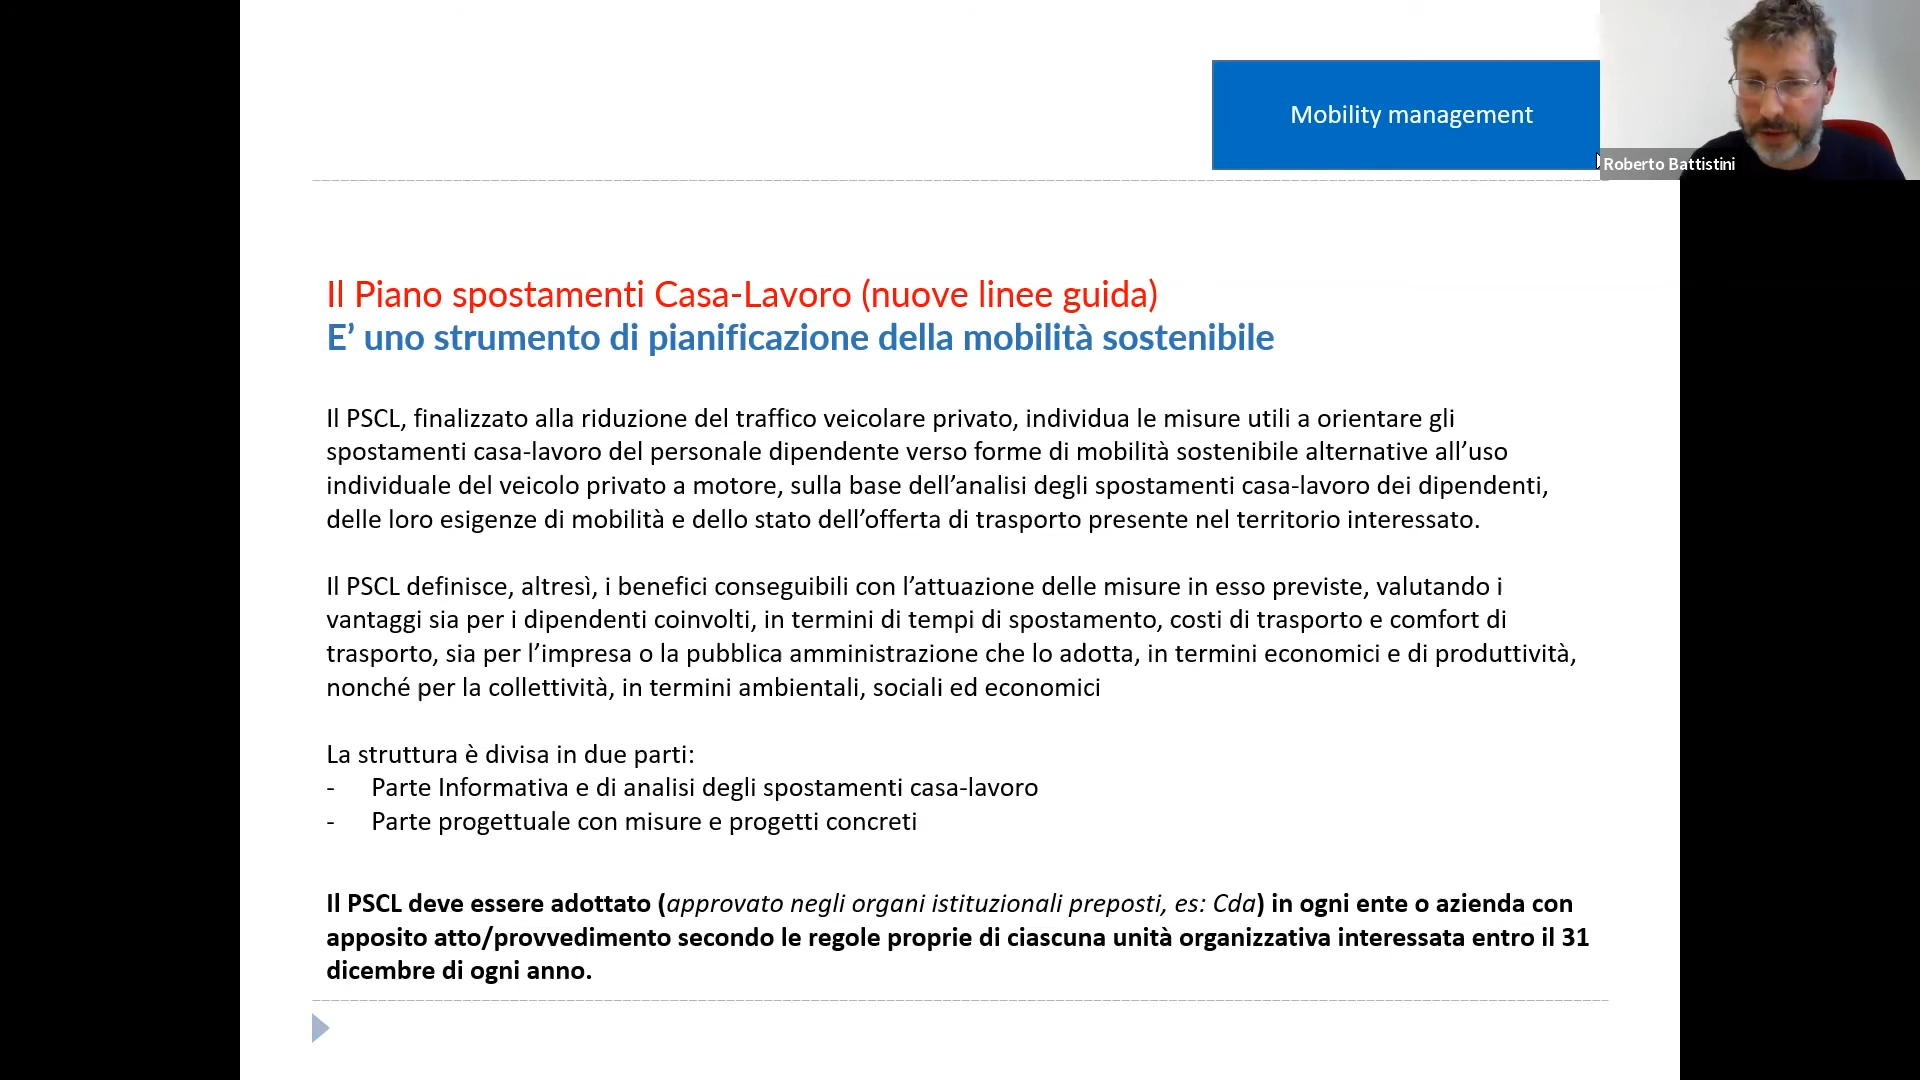 Mobility management
Roberto Battistini
Il Piano spostamenti Casa-Lavoro (nuove linee guida)
E’ uno strumento di pianificazione della mobilità sostenibile
Il PSCL, finalizzato alla riduzione del traffico veicolare privato, individua le misure utili a orientare gli
spostamenti casa-lavoro del personale dipendente verso forme di mobilità sostenibile alternative all’uso
individuale del veicolo privato a motore, sulla base dell’analisi degli spostamenti casa-lavoro dei dipendenti,
delle loro esigenze di mobilità e dello stato dell’offerta di trasporto presente nel territorio interessato.
Il PSCL definisce, altresì, i benefici conseguibili con l’attuazione delle misure in esso previste, valutando i
vantaggi sia per i dipendenti coinvolti, in termini di tempi di spostamento, costi di trasporto e comfort di
trasporto, sia per l’impresa o la pubblica amministrazione che lo adotta, in termini economici e di produttività,
nonché per la collettività, in termini ambientali, sociali ed economici
La struttura è divisa in due parti:
- Parte Informativa e di analisi degli spostamenti casa-lavoro
- Parte progettuale con misure e progetti concreti
Il PSCL deve essere adottato (approvato negli organi istituzionali preposti, es: Cda) in ogni ente o azienda con
apposito atto/provvedimento secondo le regole proprie di ciascuna unità organizzativa interessata entro il 31
dicembre di ogni anno.